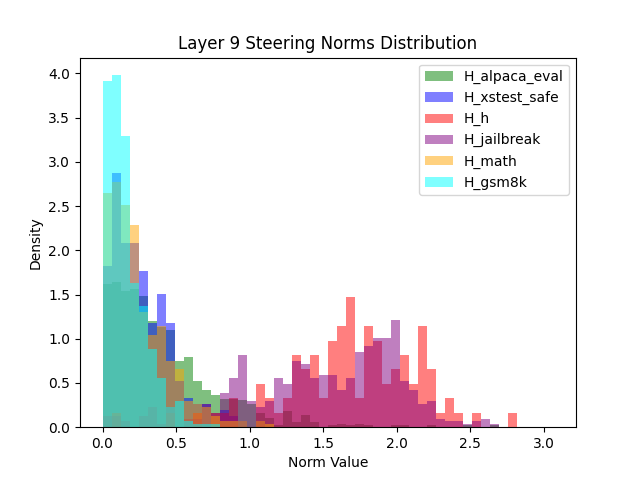 Layer 9 Steering Norms Distribution
H_alpaca_eval
H_xstest_safe
H_h
H_jailbreak
H_math
H_gsm8k
Density
4.0
3.5
3.0
2.5
2.0
1.5
1.0
0.5
0.0
0.0 0.5 1.0 1.5 2.0 2.5 3.0
Norm Value